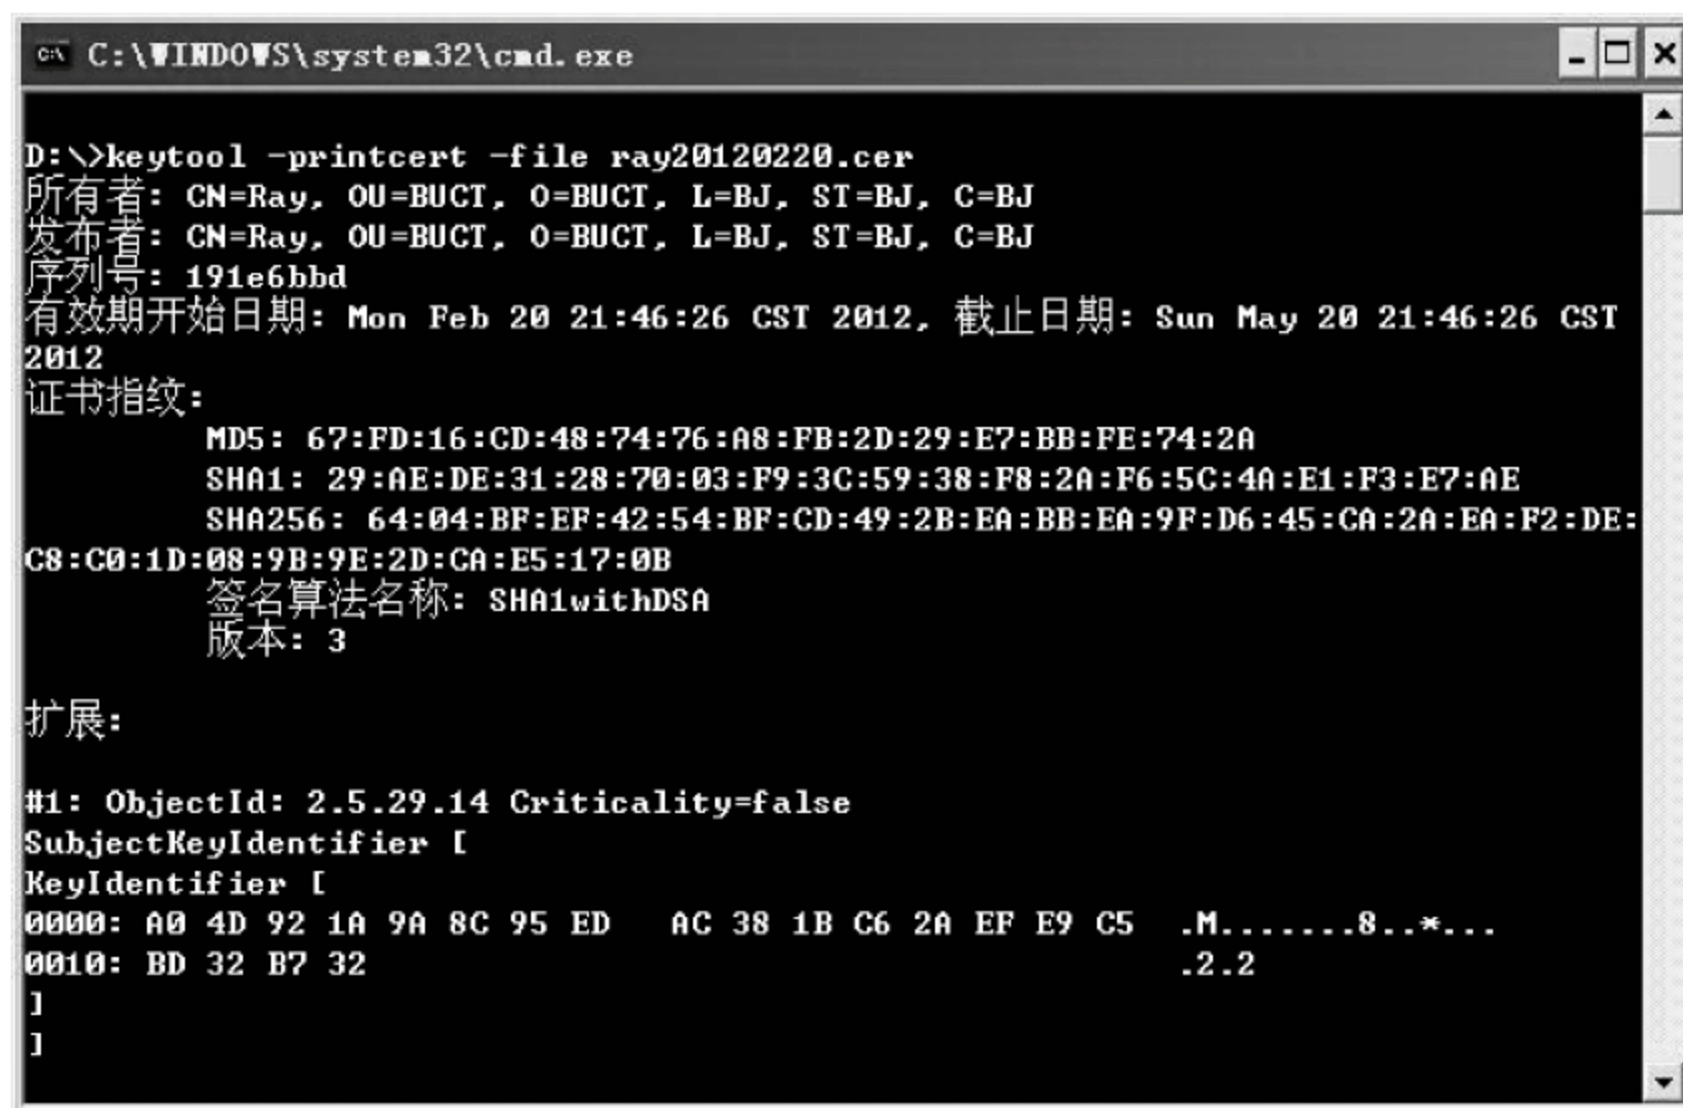 C:\WINDOWS\system32\cmd.exe
D:\>keytool -printcert -file ray20120220.cer
所有者: CN=Ray, OU=BUCT, O=BUCT, L=BJ, ST=BJ, C=BJ
发布者: CN=Ray, OU=BUCT, O=BUCT, L=BJ, ST=BJ, C=BJ
序列号: 191e6bbd
有效期开始日期: Mon Feb 20 21:46:26 CST 2012, 截止日期: Sun May 20 21:46:26 CST
2012
证书指纹:
MD5: 67:FD:16:CD:48:74:76:A8:FB:2D:29:E7:BB:FE:74:2A
SHA1: 29:AE:DE:31:28:70:03:F9:3C:59:38:F8:2A:F6:5C:4A:E1:F3:E7:AE
SHA256: 64:04:BF:EF:42:54:BF:CD:49:2B:EA:BB:EA:9F:D6:45:CA:2A:EA:F2:DE:
C8:C0:1D:08:9B:9E:2D:CA:E5:17:0B
签名算法名称: SHA1withDSA
版本: 3
扩展:
#1: ObjectId: 2.5.29.14 Criticality=false
SubjectKeyIdentifier [
KeyIdentifier [
0000: A0 4D 92 1A 9A 8C 95 ED   AC 38 1B C6 2A EF E9 C5  .M.......8..*...
0010: BD 32 B7 32                                        .2.2
]
]